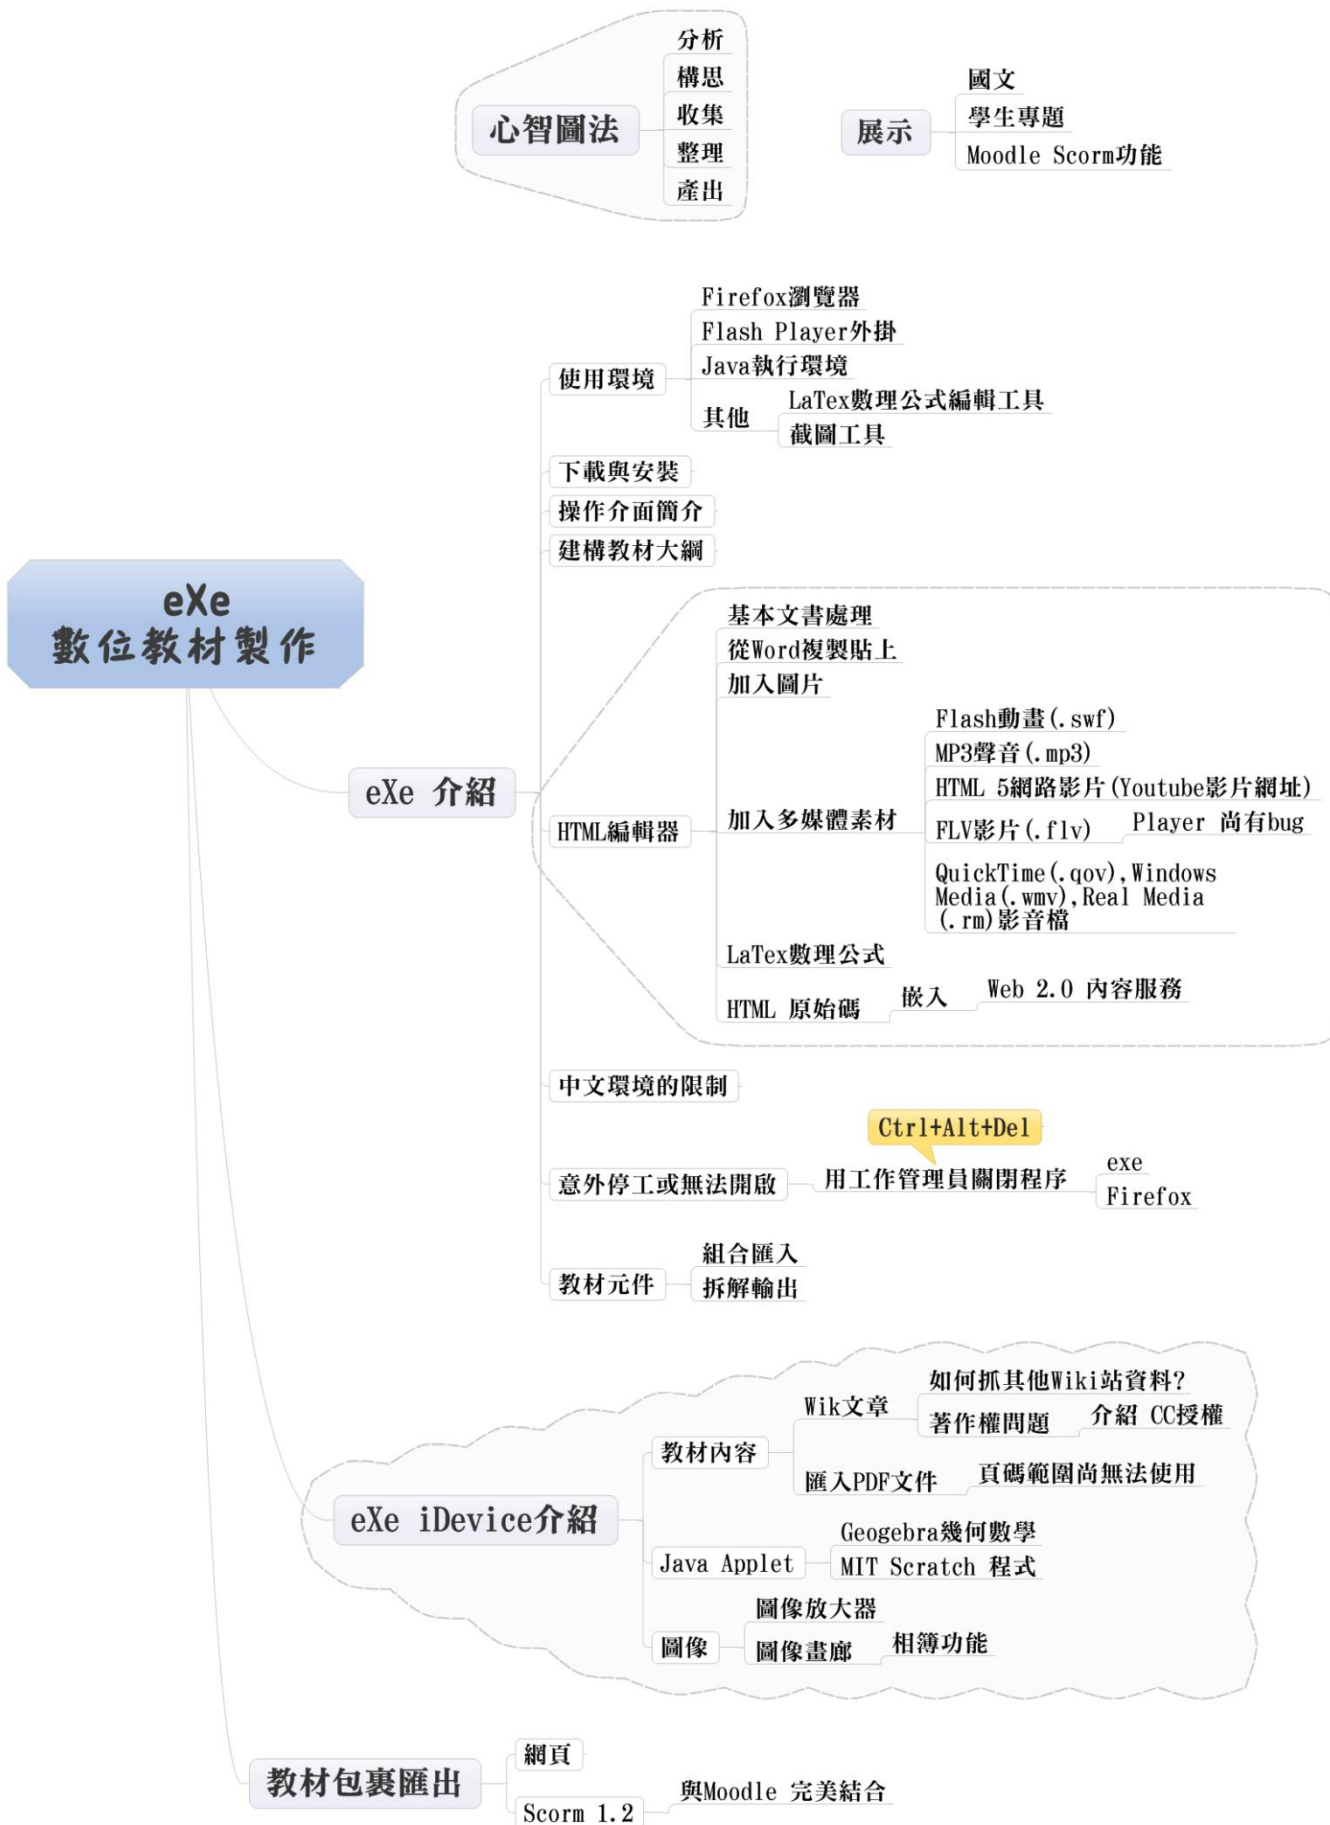 分析
構思
心智圖法
收集
整理
產出
展示
國文
學生專題
Moodle Scorm功能
eXe
數位教材製作
eXe 介紹
使用環境
Firefox瀏覽器
Flash Player外掛
Java執行環境
其他
LaTex數理公式編輯工具
截圖工具
下載與安裝
操作介面簡介
建構教材大綱
HTML編輯器
基本文書處理
從Word複製貼上
加入圖片
加入多媒體素材
Flash動畫(.swf)
MP3聲音(.mp3)
HTML 5網路影片(Youtube影片網址)
FLV影片(.flv)
Player 尚有bug
QuickTime(.qov),Windows
Media(.wmv),Real Media
(.rm)影音檔
LaTex數理公式
HTML 原始碼
嵌入
Web 2.0 內容服務
中文環境的限制
意外停工或無法開啟
Ctrl+Alt+Del
用工作管理員關閉程序
exe
Firefox
教材元件
組合匯入
拆解輸出
eXe iDevice介紹
教材內容
Wik文章
如何抓其他Wiki站資料?
著作權問題
介紹 CC授權
匯入PDF文件
頁碼範圍尚無法使用
Java Applet
Geogebra幾何數學
MIT Scratch 程式
圖像
圖像放大器
圖像畫廊
相簿功能
教材包裹匯出
網頁
Scorm 1.2
與Moodle 完美結合